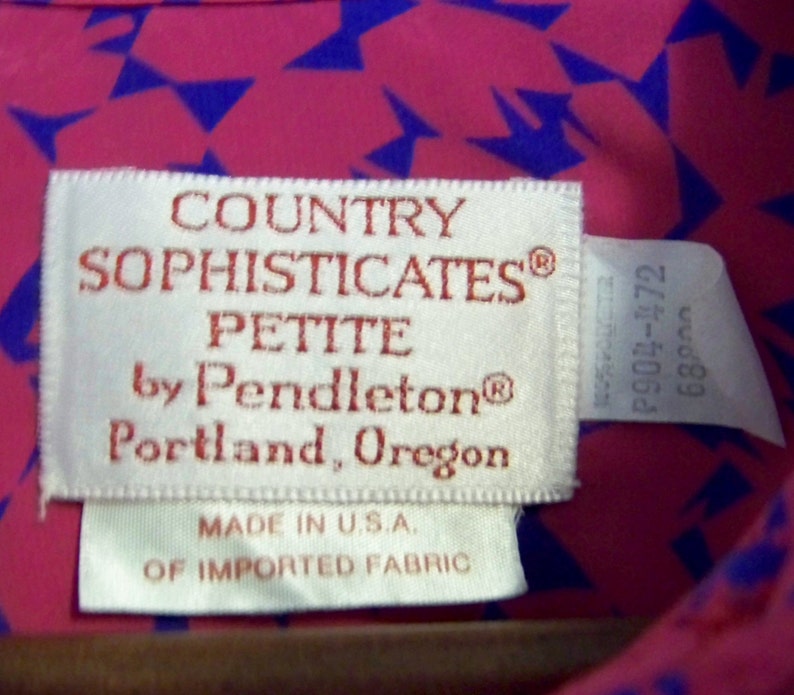 COUNTRY
SOPHISTICATES®
PETITE
by Pendleton®
Portland, Oregon
MADE IN U.S.A.
OF IMPORTED FABRIC
P904-472